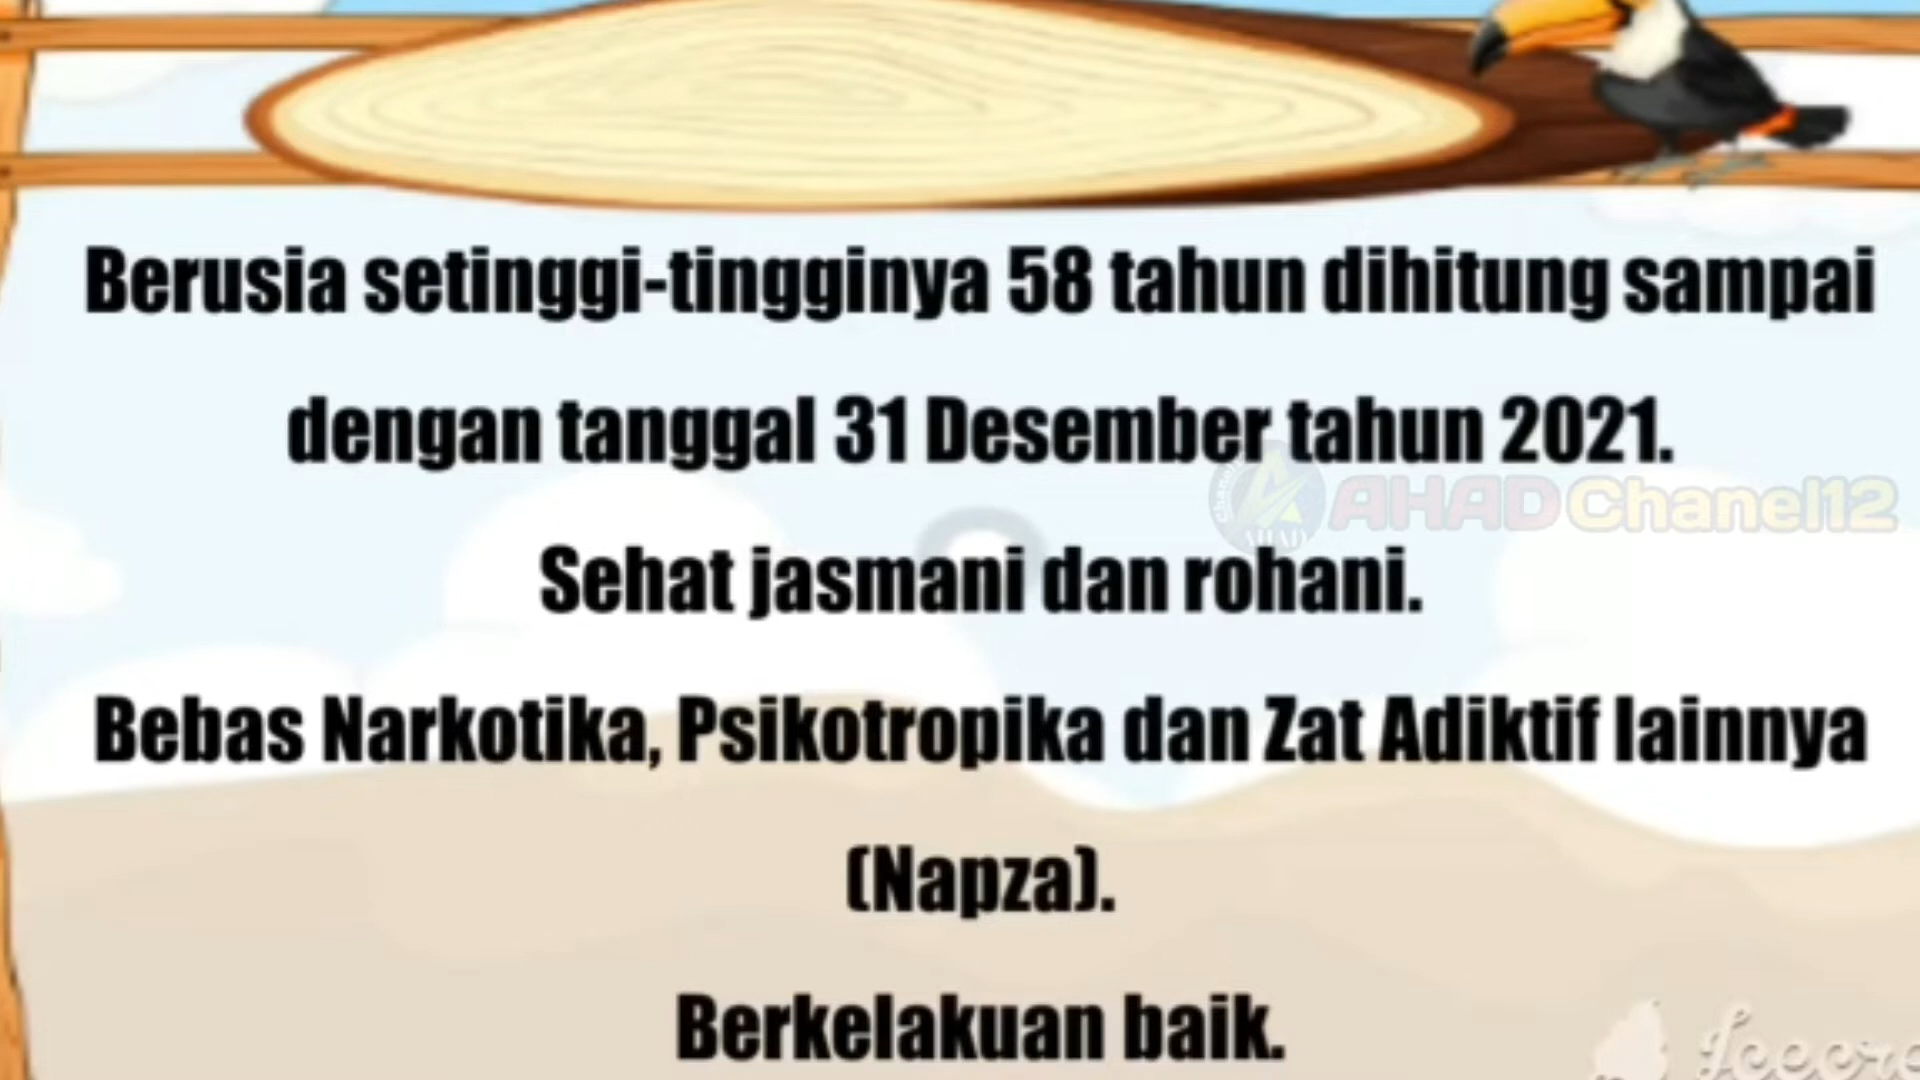 Berusia setinggi-tingginya 58 tahun dihitung sampai
dengan tanggal 31 Desember tahun 2021.
AHAD Chanel12
Sehat jasmani dan rohani.
Bebas Narkotika, Psikotropika dan Zat Adiktif lainnya
(Napza).
Berkelakuan baik.